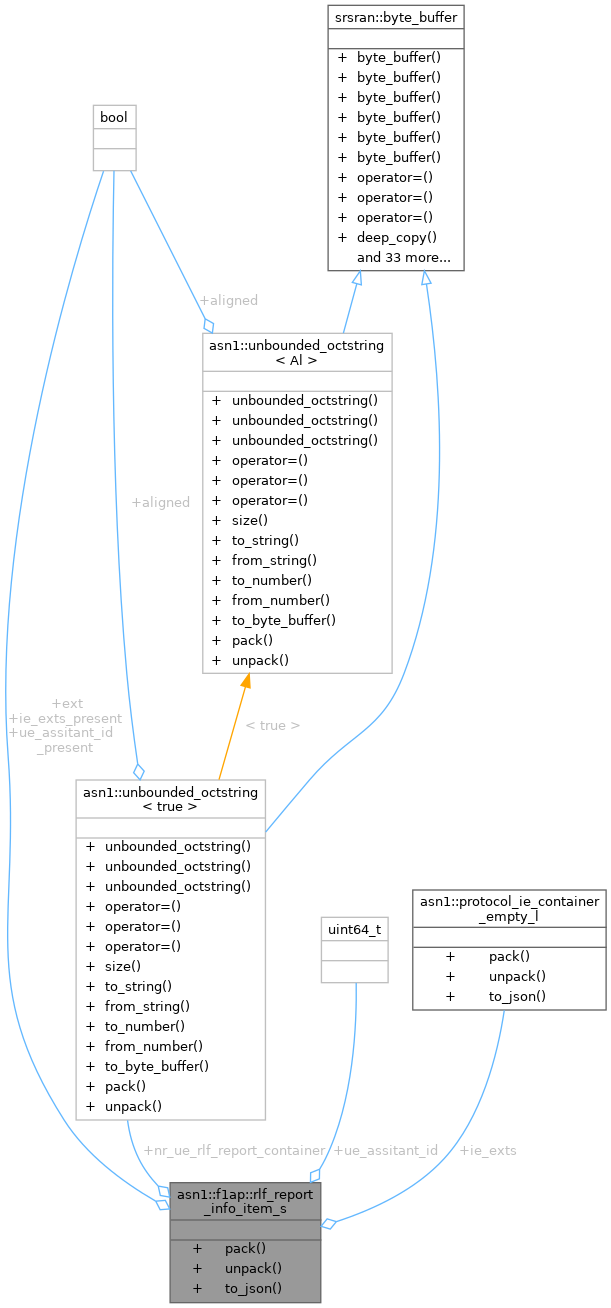 srsran::byte_buffer
+ byte_buffer()
+ byte_buffer()
+ byte_buffer()
+ byte_buffer()
+ byte_buffer()
+ byte_buffer()
+ operator=()
+ operator=()
+ operator=()
+ deep_copy()
and 33 more...
bool
+aligned
asn1::unbounded_octstring
< Al >
+ unbounded_octstring()
+ unbounded_octstring()
+ unbounded_octstring()
+ operator=()
+ operator=()
+ operator=()
+ size()
+ to_string()
+ from_string()
+ to_number()
+ from_number()
+ to_byte_buffer()
+ pack()
+ unpack()
+aligned
+ext
+ie_exts_present
+ue_assitant_id
_present
< true >
asn1::unbounded_octstring
< true >
+ unbounded_octstring()
+ unbounded_octstring()
+ unbounded_octstring()
+ operator=()
+ operator=()
+ operator=()
+ size()
+ to_string()
+ from_string()
+ to_number()
+ from_number()
+ to_byte_buffer()
+ pack()
+ unpack()
uint64_t
asn1::protocol_ie_container
_empty_l
+ pack()
+ unpack()
+ to_json()
+nr_ue_rlf_report_container
+ue_assitant_id
+ie_exts
asn1::f1ap::rlf_report
_info_item_s
+ pack()
+ unpack()
+ to_json()